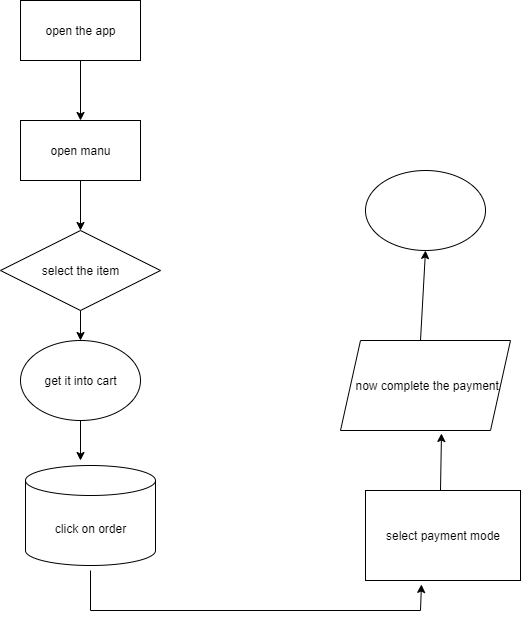 open the app
open manu
select the item
get it into cart
click on order
select payment mode
now complete the payment